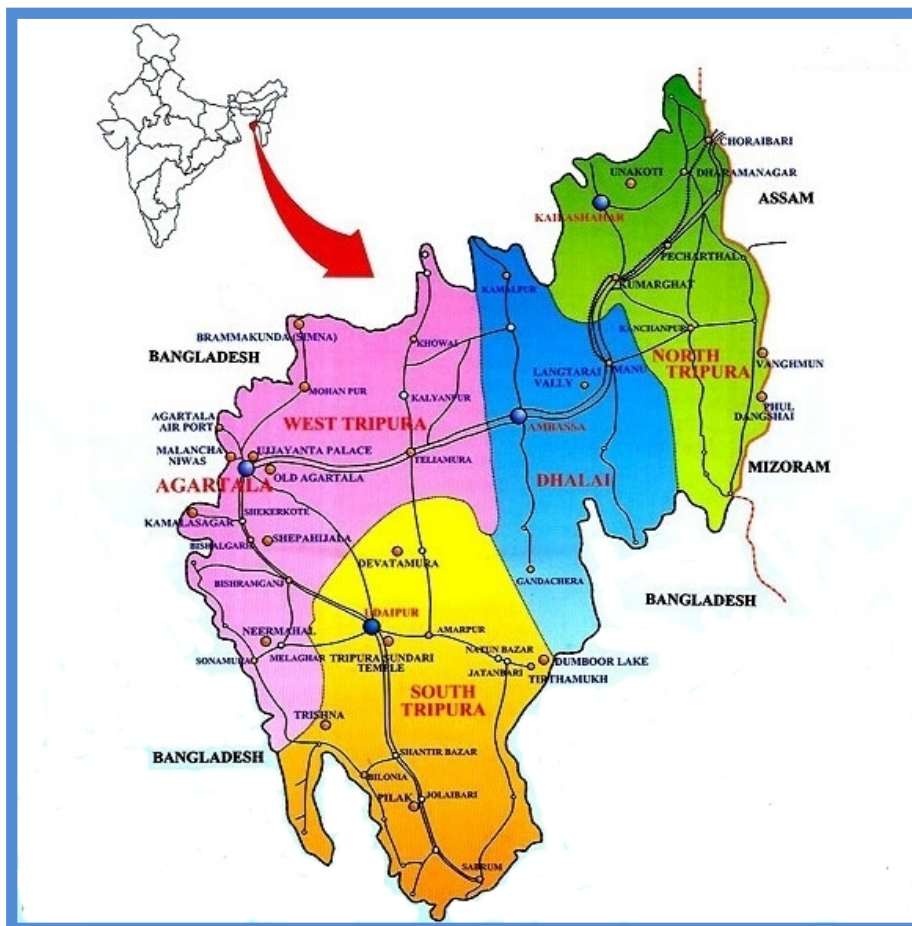 CHORAIBARI
UNAKOTI
DHARAMANAGAR
ASSAM
KAILASHAHAR
PECHARTHAL
KAMALPUR
KUMARGHAT
BRAMMAKUNDA (SIMNA)
KHOWAI
KANCHANPUR
BANGLADESH
NORTH
TRIPURA
VANGHMUN
LANGTARAI
VALLY
MANU
MOHAN PUR
KALYANPUR
PHUL
DANGSHAI
AGARTALA
AIR PORT
WEST TRIPURA
AMBASSA
MALANCHA
NIWAS
UJJAYANTA PALACE
TELIAMURA
MIZORAM
AGARTALA
OLD AGARTALA
DHALAI
SHEKERKOTE
KAMALASAGAR
BISHALGARH
SHEPAHIJALA
DEVATAMURA
BISHRAMGANJ
GANDACHERA
BANGLADESH
UDAIPUR
NEERMAHAL
AMARPUR
SONAMURA
MELAGHAR
TRIPURA SUNDARI
TEMPLE
NATUN BAZAR
JATANBARI
DUMBOOR LAKE
TIRTHAMUKH
SOUTH
TRIPURA
TRISHNA
BANGLADESH
SHANTIR BAZAR
BILONIA
PILAK
JOLAIBARI
SABRUM